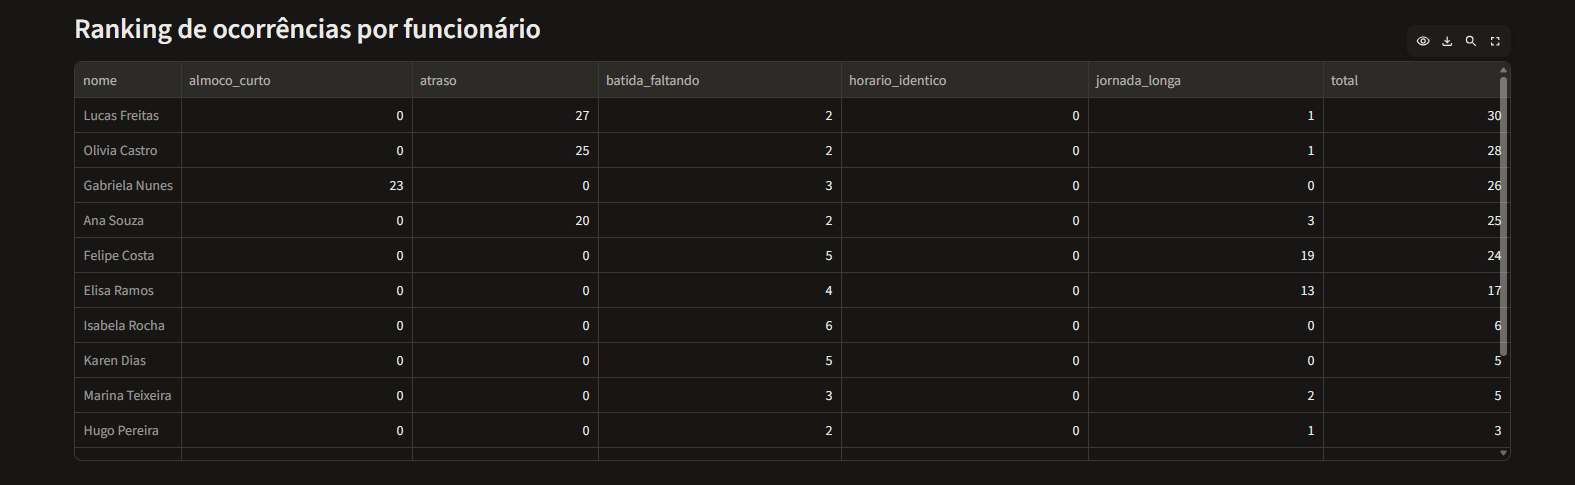 Ranking de ocorrências por funcionário
nome almoco_curto atraso batida_faltando horario_identico jornada_longa total
Lucas Freitas 0 27 2 0 1 30
Olivia Castro 0 25 2 0 1 28
Gabriela Nunes 23 0 3 0 0 26
Ana Souza 0 20 2 0 3 25
Felipe Costa 0 0 5 0 19 24
Elisa Ramos 0 0 4 0 13 17
Isabela Rocha 0 0 6 0 0 6
Karen Dias 0 0 5 0 0 5
Marina Teixeira 0 0 3 0 2 5
Hugo Pereira 0 0 2 0 1 3